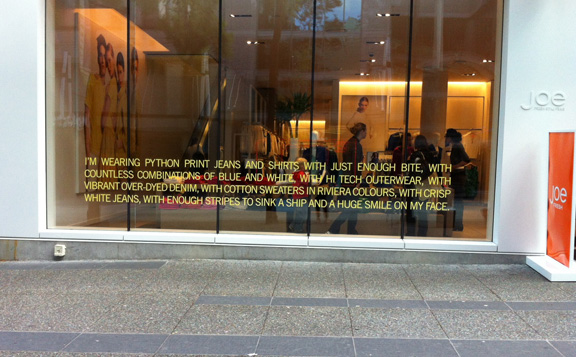 I'M WEARING PYTHON PRINT JEANS AND SHIRTS WITH JUST ENOUGH BITE, WITH
COUNTLESS COMBINATIONS OF BLUE AND WHITE, WITH HI TECH OUTERWEAR, WITH
VIBRANT OVER-DYED DENIM, WITH COTTON SWEATERS IN RIVIERA COLOURS, WITH CRISP
WHITE JEANS, WITH ENOUGH STRIPES TO SINK A SHIP AND A HUGE SMILE ON MY FACE.
Joe
Joe